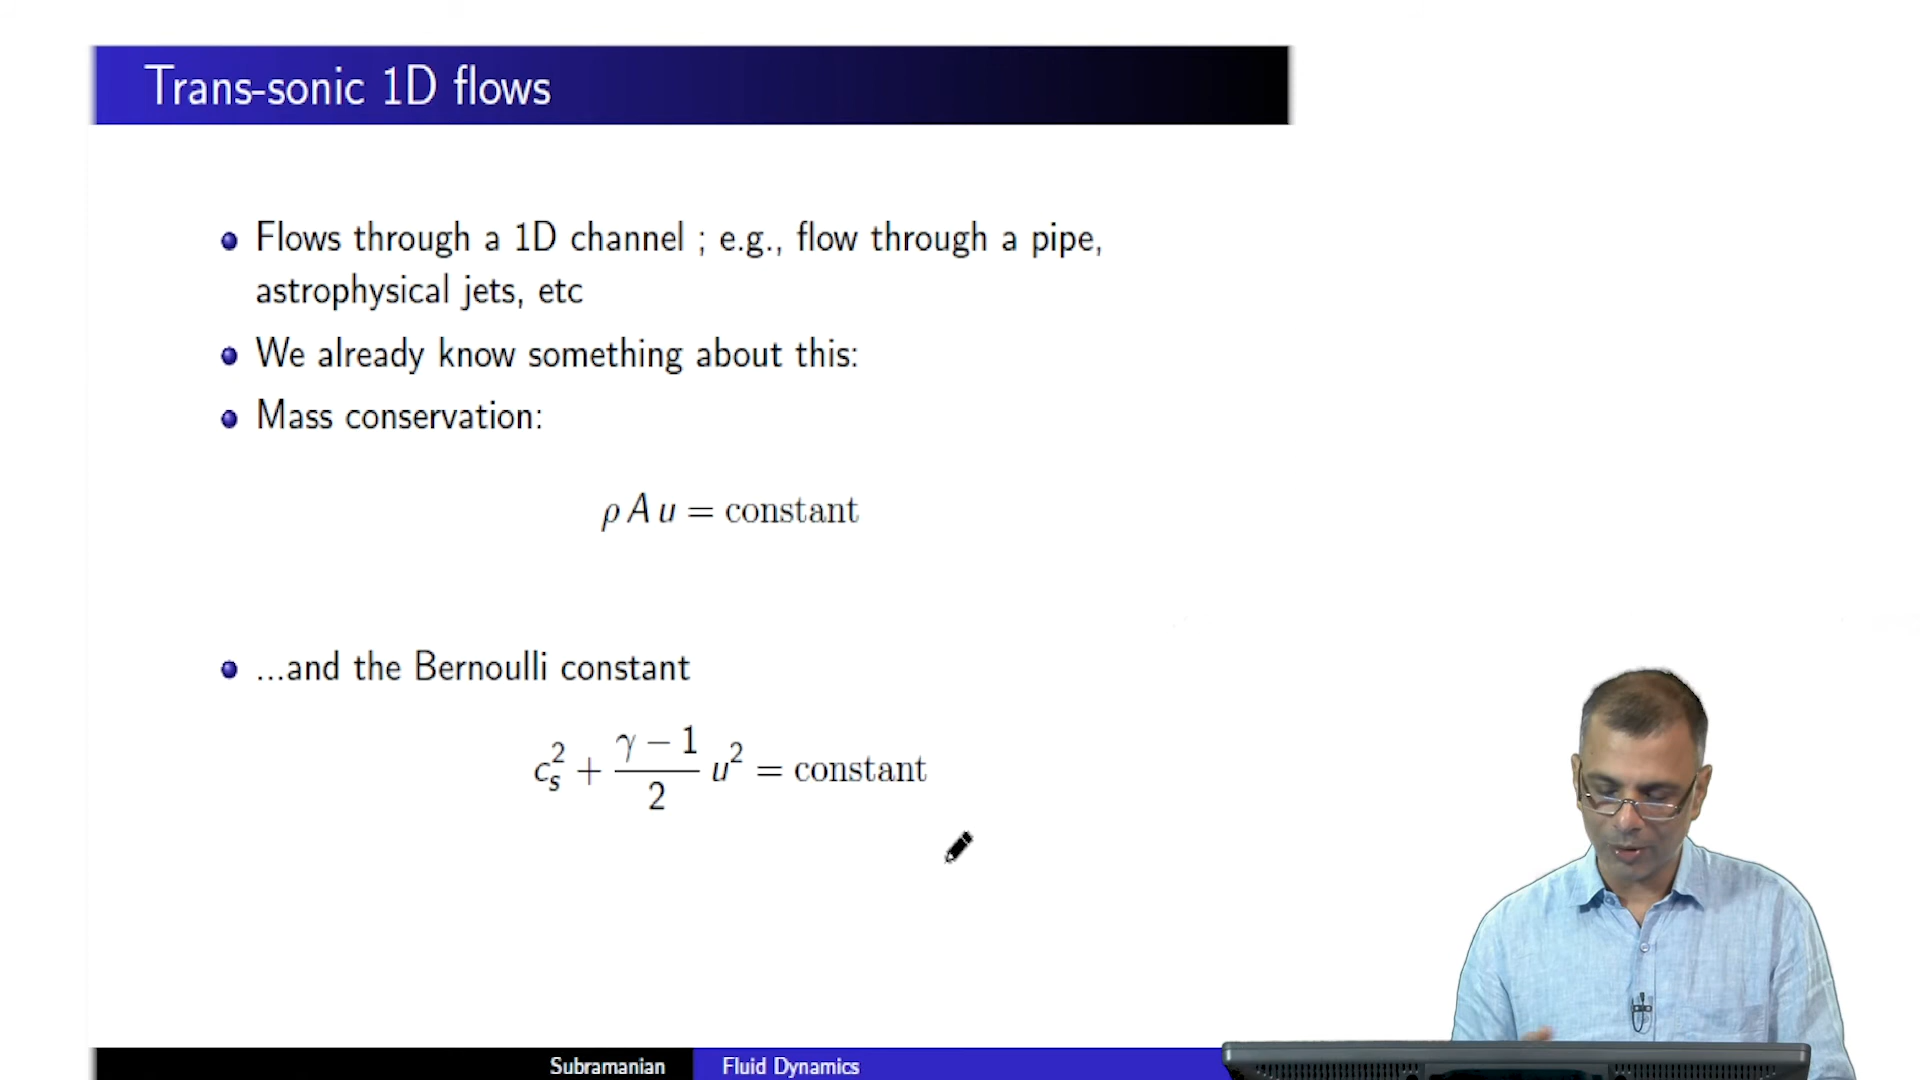 Trans-sonic 1D flows
Flows through a 1D channel ; e.g., flow through a pipe,
astrophysical jets, etc
We already know something about this:
Mass conservation:
ρ A u = constant
...and the Bernoulli constant
c_s^2 + \frac{γ − 1}{2} u^2 = constant
Subramanian Fluid Dynamics